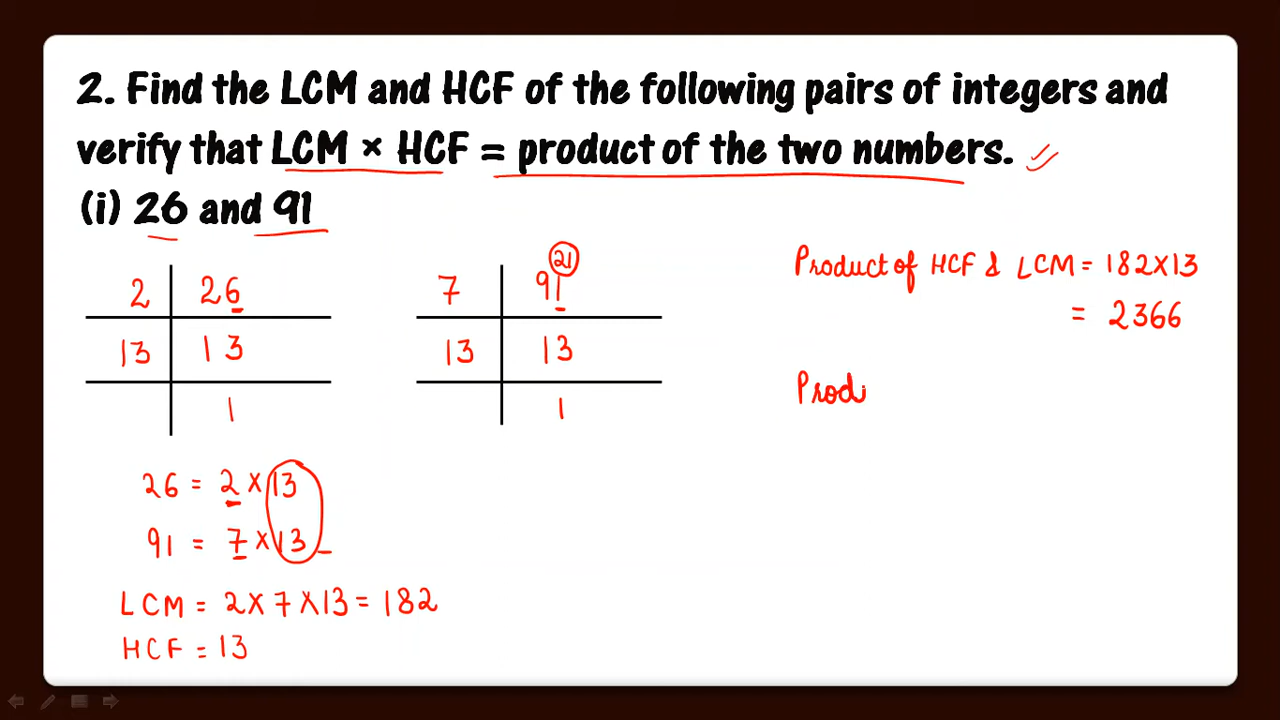 2. Find the LCM and HCF of the following pairs of integers and
verify that LCM × HCF = product of the two numbers.
(i) 26 and 91
2 | 26
13 | 13
1
21
7 | 91
13 | 13
1
26 = 2 × 13
91 = 7 × 13
LCM = 2 × 7 × 13 = 182
HCF = 13
Product of HCF & LCM = 182×13
= 2366
Prodi